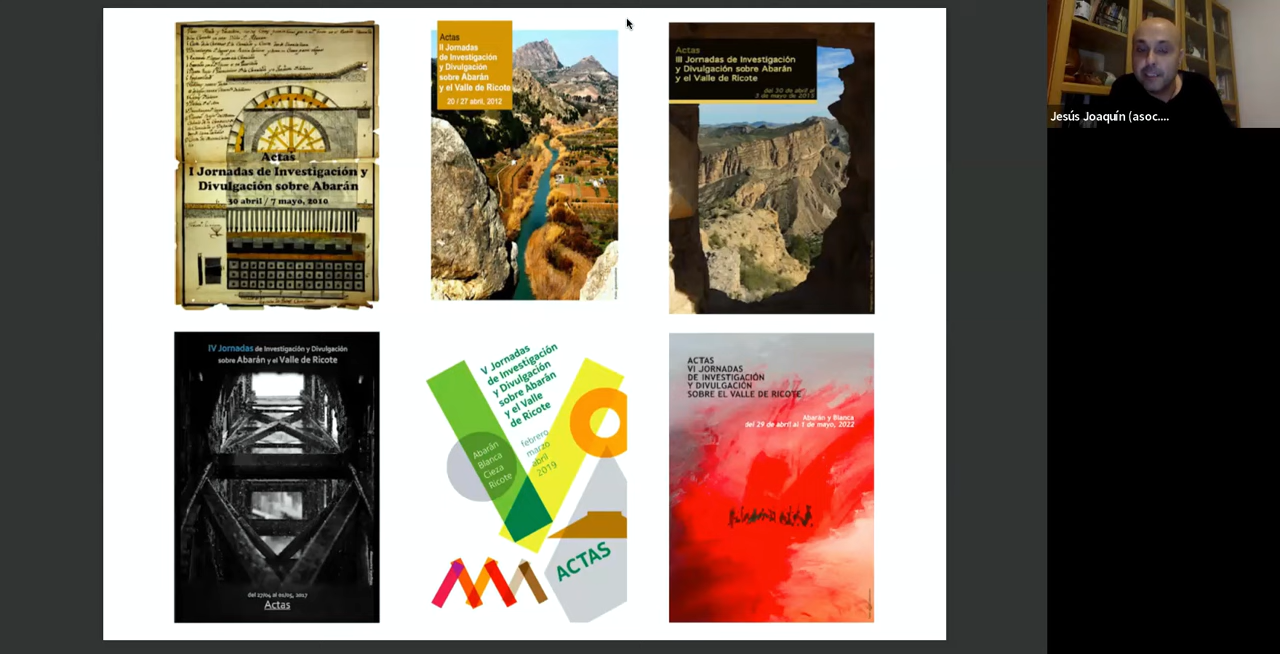 Actas
I Jornadas de Investigación y
Divulgación sobre Abarán
30 abril / 7 mayo, 2010
Actas
II Jornadas
de Investigación
y Divulgación
sobre Abarán
y el Valle de Ricote
20 / 27 abril, 2012
Actas
III Jornadas de Investigación
y Divulgación sobre Abarán
y el Valle de Ricote
del 30 de abril al
3 de mayo de 2015
IV Jornadas de Investigación y Divulgación
sobre Abarán y el Valle de Ricote
del 27/04 al 01/05, 2017
Actas
V Jornadas
de Investigación
y Divulgación
sobre Abarán
y el Valle
de Ricote
Abarán
Blanca
Cieza
Ricote
febrero
marzo
abril
2019
ACTAS
ACTAS
VI JORNADAS
DE INVESTIGACIÓN
Y DIVULGACIÓN
SOBRE EL VALLE DE RICOTE
Abarán y Blanca
del 29 de abril al 1 de mayo, 2022
Jesús Joaquín (asoc....